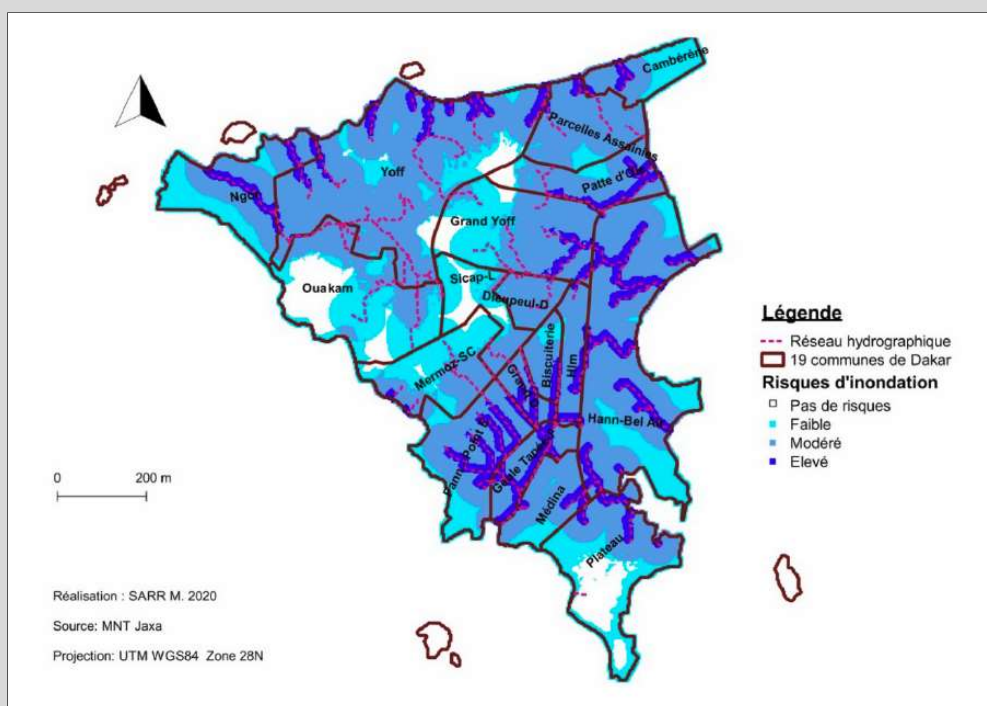 Cambérène
Parcelles Assainies
Yoff
Patte d'Oie
Ngor
Grand Yoff
Ouakam
Sicap-L
Dieupeul-D
Mermoz-SC
Biscuiterie
Hlm
Hann-Bel Air
Médina
Plateau
Légende
Réseau hydrographique
19 communes de Dakar
Risques d'inondation
Pas de risques
Faible
Modéré
Elevé
0 200 m
Réalisation : SARR M. 2020
Source: MNT Jaxa
Projection: UTM WGS84 Zone 28N